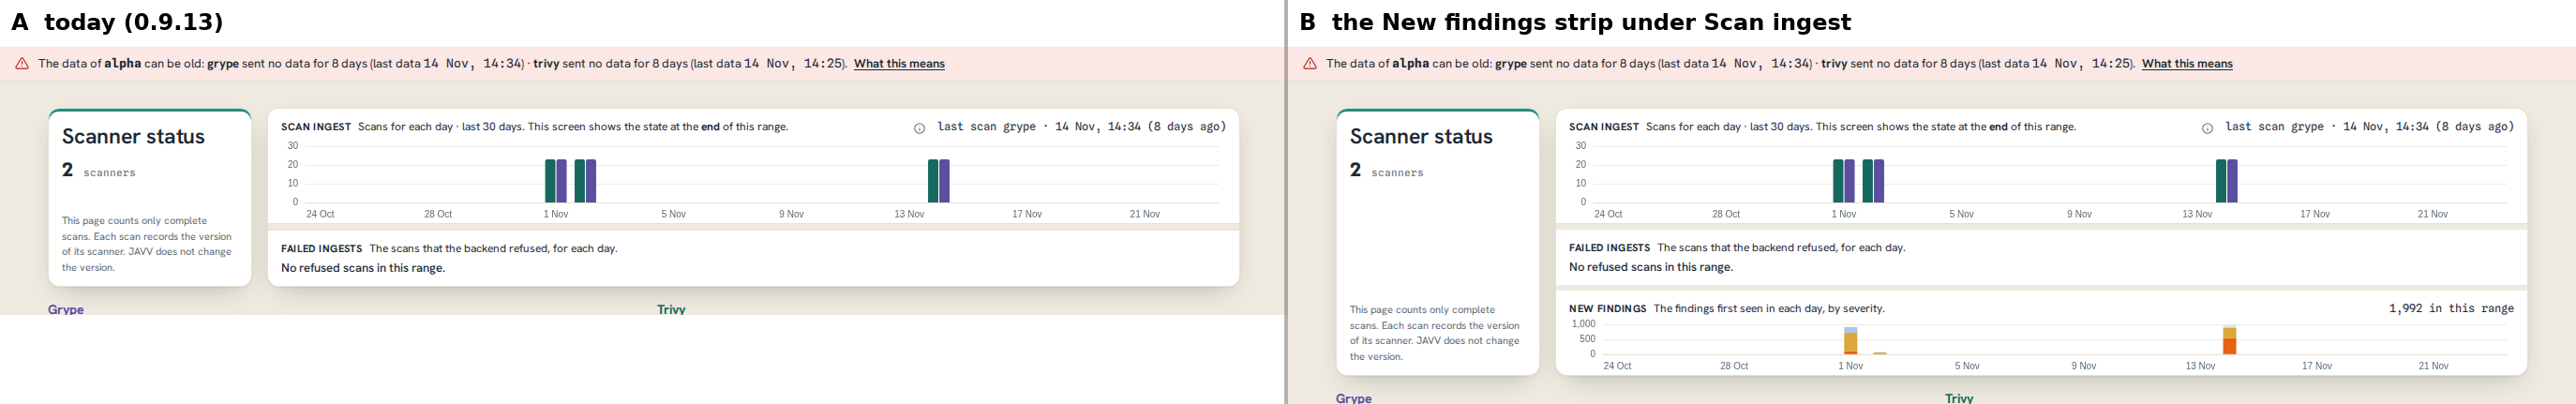 A today (0.9.13)
The data of alpha can be old: grype sent no data for 8 days (last data 14 Nov, 14:34) · trivy sent no data for 8 days (last data 14 Nov, 14:25). What this means
Scanner status
2 scanners
This page counts only complete
scans. Each scan records the version
of its scanner. JAVV does not change
the version.
SCAN INGEST Scans for each day · last 30 days. This screen shows the state at the end of this range.
last scan grype · 14 Nov, 14:34 (8 days ago)
30
20
10
0
24 Oct 28 Oct 1 Nov 5 Nov 9 Nov 13 Nov 17 Nov 21 Nov
FAILED INGESTS The scans that the backend refused, for each day.
No refused scans in this range.
Grype Trivy
B the New findings strip under Scan ingest
The data of alpha can be old: grype sent no data for 8 days (last data 14 Nov, 14:34) · trivy sent no data for 8 days (last data 14 Nov, 14:25). What this means
Scanner status
2 scanners
This page counts only complete
scans. Each scan records the version
of its scanner. JAVV does not change
the version.
SCAN INGEST Scans for each day · last 30 days. This screen shows the state at the end of this range.
last scan grype · 14 Nov, 14:34 (8 days ago)
30
20
10
0
24 Oct 28 Oct 1 Nov 5 Nov 9 Nov 13 Nov 17 Nov 21 Nov
FAILED INGESTS The scans that the backend refused, for each day.
No refused scans in this range.
NEW FINDINGS The findings first seen in each day, by severity.
1,992 in this range
1,000
500
0
24 Oct 28 Oct 1 Nov 5 Nov 9 Nov 13 Nov 17 Nov 21 Nov
Grype Trivy